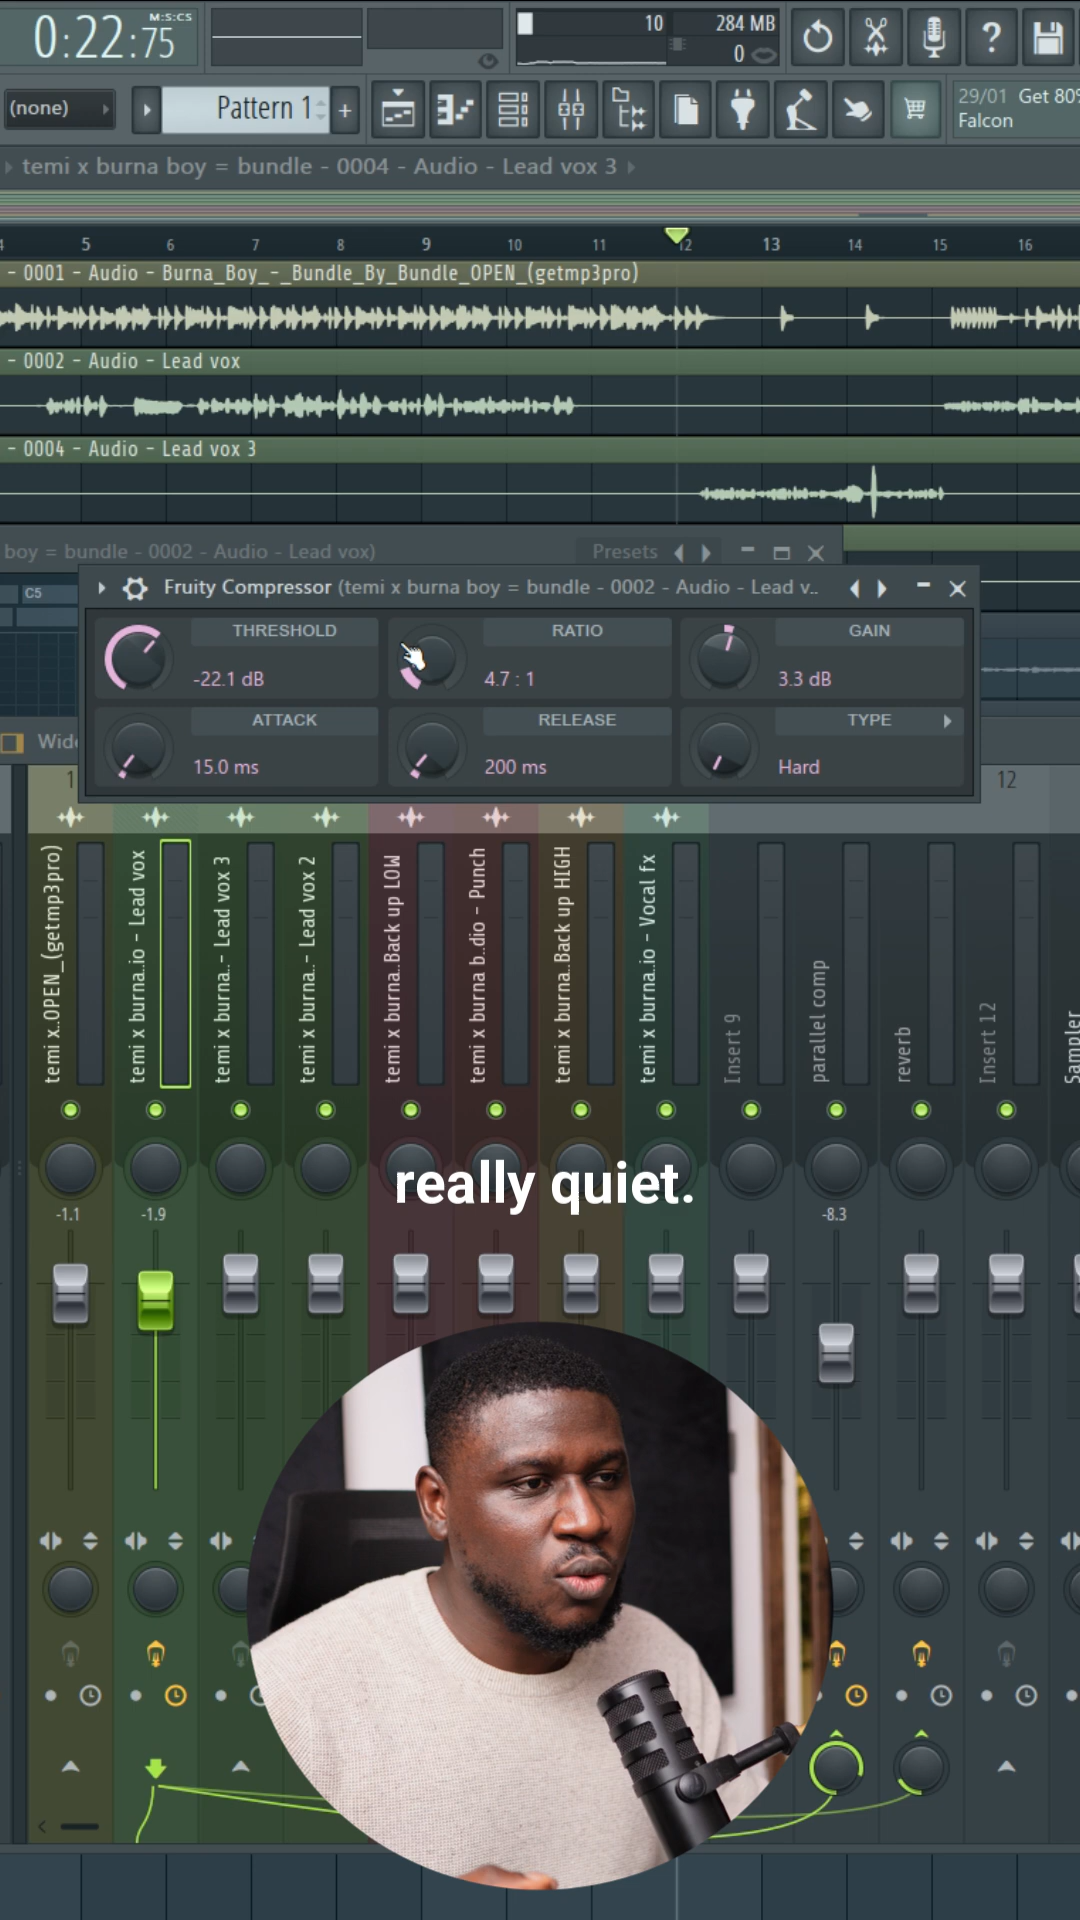 0:22:75
M:S:CS
10
284 MB
0
(none)
Pattern 1
+
?
29/01 Get 80%
Falcon
temi x burna boy = bundle - 0004 - Audio - Lead vox 3
4 5 6 7 8 9 10 11 12 13 14 15 16
- 0001 - Audio - Burna_Boy_-_Bundle_By_Bundle_OPEN_(getmp3pro)
- 0002 - Audio - Lead vox
- 0004 - Audio - Lead vox 3
boy = bundle - 0002 - Audio - Lead vox)
Presets
C5
Fruity Compressor (temi x burna boy = bundle - 0002 - Audio - Lead v..
THRESHOLD
-22.1 dB
RATIO
4.7 : 1
GAIN
3.3 dB
ATTACK
15.0 ms
RELEASE
200 ms
TYPE
Hard
Wide
1
12
temi x..OPEN_(getmp3pro)
temi x burna..io - Lead vox
temi x burna.. - Lead vox 3
temi x burna.. - Lead vox 2
temi x burna..Back up LOW
temi x burna b..dio - Punch
temi x burna..Back up HIGH
temi x burna..io - Vocal fx
Insert 9
parallel comp
reverb
Insert 12
Sampler
really quiet.
-1.1
-1.9
-8.3